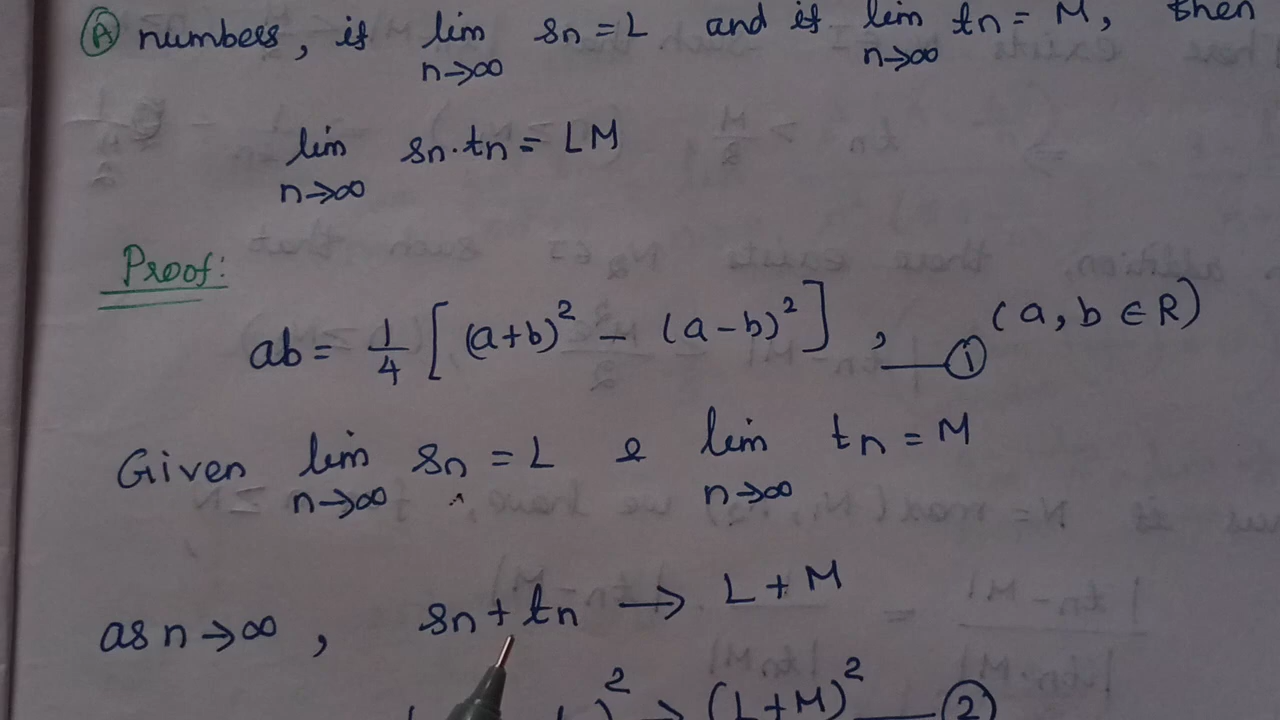 Ⓐ numbers, if lim n→∞ sn = L and if lim n→∞ tn = M, then
lim n→∞ sn·tn = LM
Proof:
ab = 1/4 [(a+b)² − (a−b)²], —① (a, b ∈ R)
Given lim n→∞ sn = L & lim n→∞ tn = M
as n→∞, sn + tn → L + M
)² → (L+M)² —②